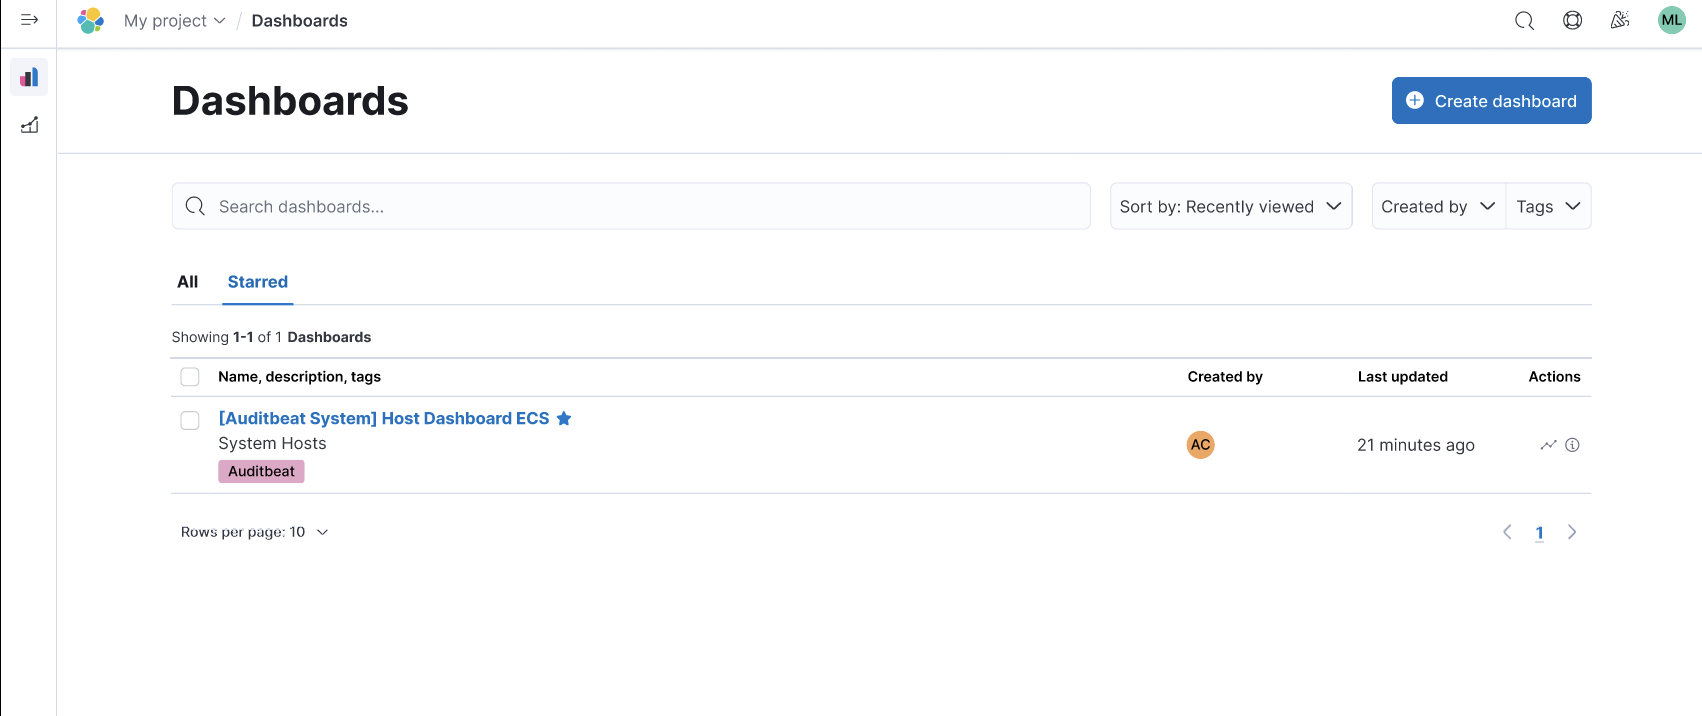 My project / Dashboards
ML
Dashboards
Create dashboard
Search dashboards...
Sort by: Recently viewed
Created by
Tags
All
Starred
Showing 1-1 of 1 Dashboards
Name, description, tags
Created by
Last updated
Actions
[Auditbeat System] Host Dashboard ECS
System Hosts
Auditbeat
AC
21 minutes ago
Rows per page: 10
1